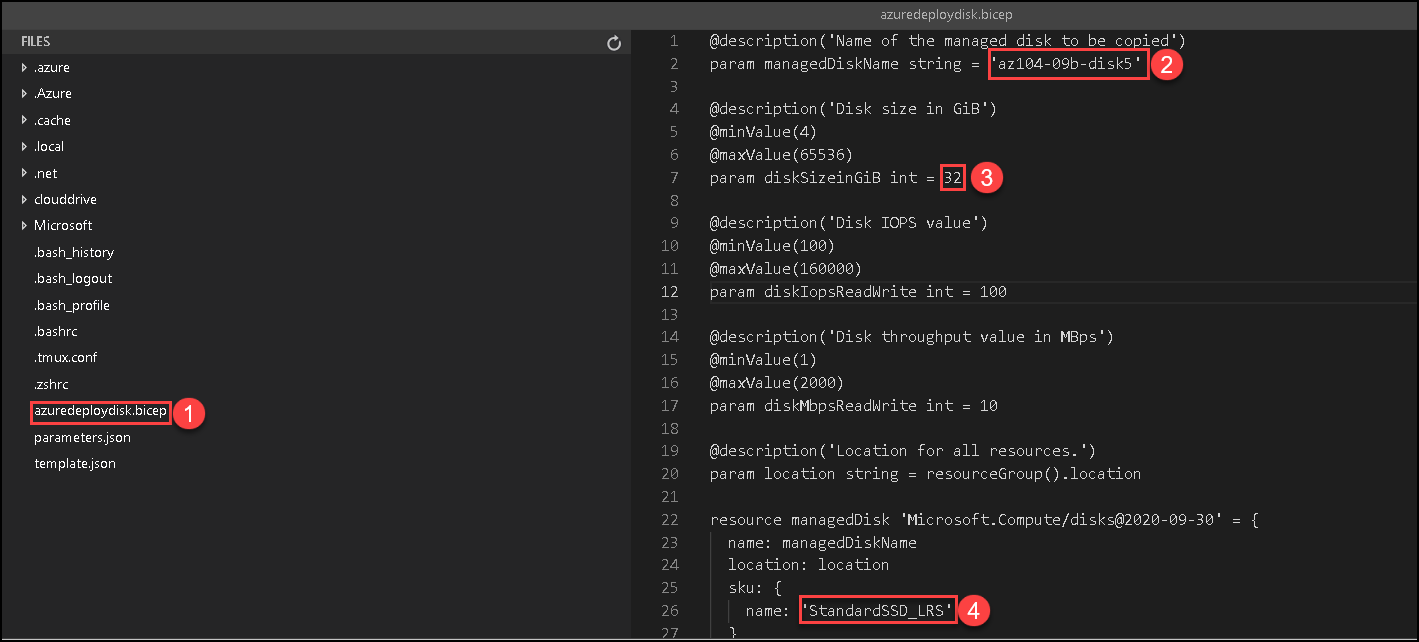 azuredeploydisk.bicep
FILES
.azure
.Azure
.cache
.local
.net
clouddrive
Microsoft
.bash_history
.bash_logout
.bash_profile
.bashrc
.tmux.conf
.zshrc
azuredeploydisk.bicep 1
parameters.json
template.json
1 @description('Name of the managed disk to be copied')
2 param managedDiskName string = 'az104-09b-disk5' 2
3
4 @description('Disk size in GiB')
5 @minValue(4)
6 @maxValue(65536)
7 param diskSizeinGiB int = 32 3
8
9 @description('Disk IOPS value')
10 @minValue(100)
11 @maxValue(160000)
12 param diskIopsReadWrite int = 100
13
14 @description('Disk throughput value in MBps')
15 @minValue(1)
16 @maxValue(2000)
17 param diskMbpsReadWrite int = 10
18
19 @description('Location for all resources.')
20 param location string = resourceGroup().location
21
22 resource managedDisk 'Microsoft.Compute/disks@2020-09-30' = {
23 name: managedDiskName
24 location: location
25 sku: {
26 name: 'StandardSSD_LRS' 4
27 }